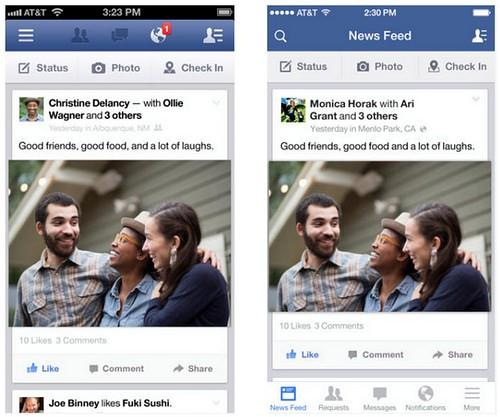 AT&T 3:23 PM
1
Status Photo Check In
Christine Delancy — with Ollie
Wagner and 3 others
Yesterday in Albuquerque, NM
Good friends, good food, and a lot of laughs.
10 Likes 3 Comments
Like Comment Share
Joe Binney likes Fuki Sushi.
AT&T 2:30 PM
News Feed
Status Photo Check In
Monica Horak with Ari
Grant and 3 others
Yesterday in Menlo Park, CA
Good friends, good food and a lot of laughs.
10 Likes 3 Comments
Like Comment Share
News Feed Requests Messages Notifications More